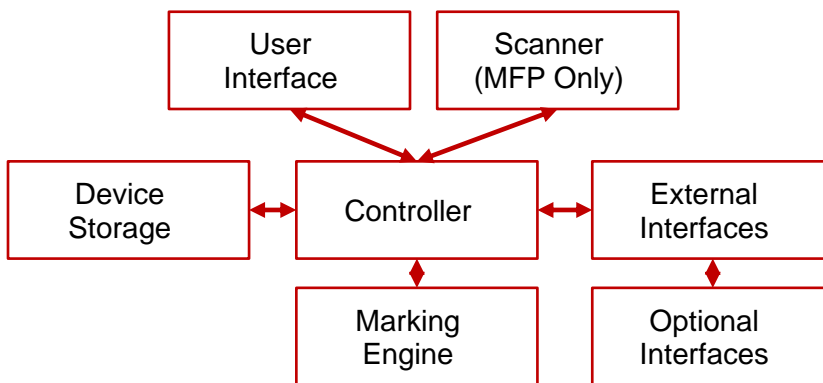 User
Interface
Scanner
(MFP Only)
Device
Storage
Controller
External
Interfaces
Marking
Engine
Optional
Interfaces